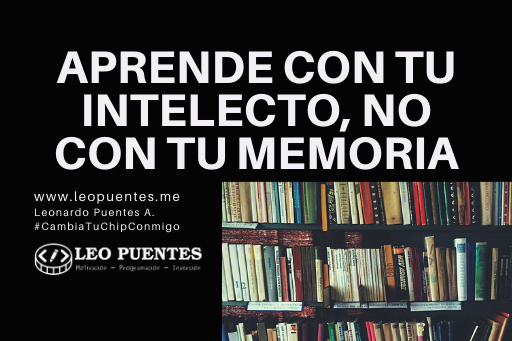 APRENDE CON TU
INTELECTO, NO
CON TU MEMORIA
www.leopuentes.me
Leonardo Puentes A.
#CambiaTuChipConmigo
LEO PUENTES
Motivación – Programación – Inversión